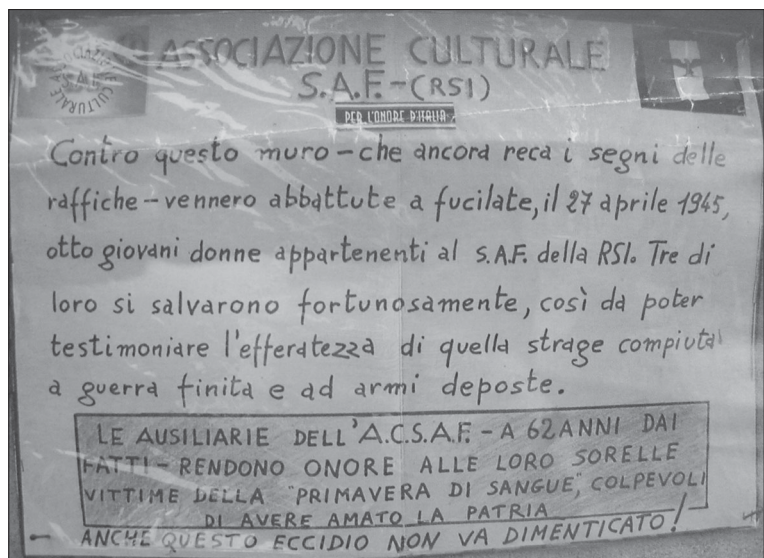 ASSOCIAZIONE CULTURALE
S.A.F.-(RSI)
PER L'ONORE D'ITALIA
Contro questo muro - che ancora reca i segni delle
raffiche - vennero abbattute a fucilate, il 27 aprile 1945,
otto giovani donne appartenenti al S.A.F. della RSI. Tre di
loro si salvarono fortunosamente, così da poter
testimoniare l'efferatezza di quella strage compiuta
a guerra finita e ad armi deposte.
LE AUSILIARIE DELL'A.C.S.A.F. - A 62 ANNI DAI
FATTI - RENDONO ONORE ALLE LORO SORELLE
VITTIME DELLA "PRIMAVERA DI SANGUE", COLPEVOLI
DI AVERE AMATO LA PATRIA
- ANCHE QUESTO ECCIDIO NON VA DIMENTICATO! -